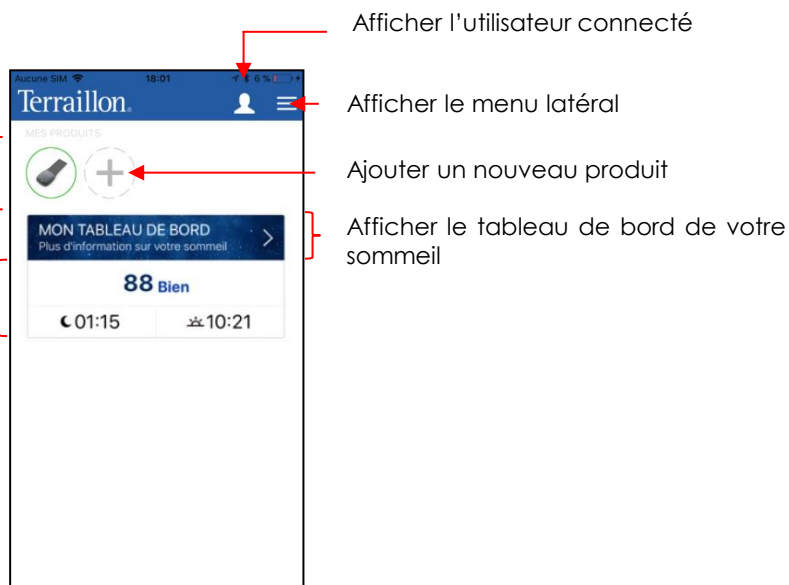 Afficher l’utilisateur connecté
Aucune SIM 18:01 6 %
Terraillon.
Afficher le menu latéral
MES PRODUITS
Ajouter un nouveau produit
MON TABLEAU DE BORD
Plus d'information sur votre sommeil
Afficher le tableau de bord de votre
sommeil
88 Bien
01:15 10:21